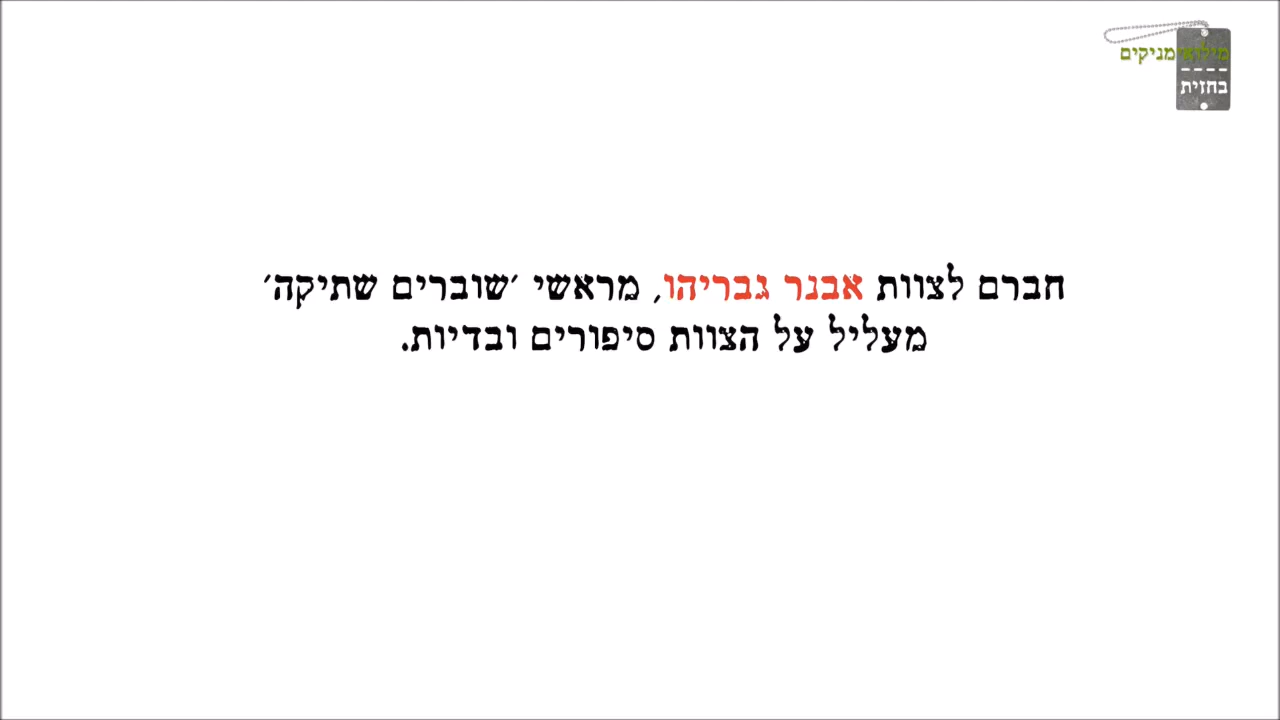 מילואימניקים
בחזית
חברם לצוות אבנר גבריהו, מראשי 'שוברים שתיקה'
מעליל על הצוות סיפורים ובדיות.